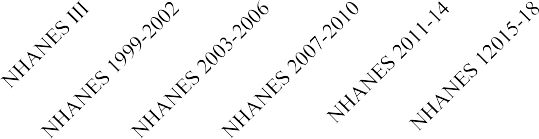 NHANES III
NHANES 1999-2002
NHANES 2003-2006
NHANES 2007-2010
NHANES 2011-14
NHANES 12015-18